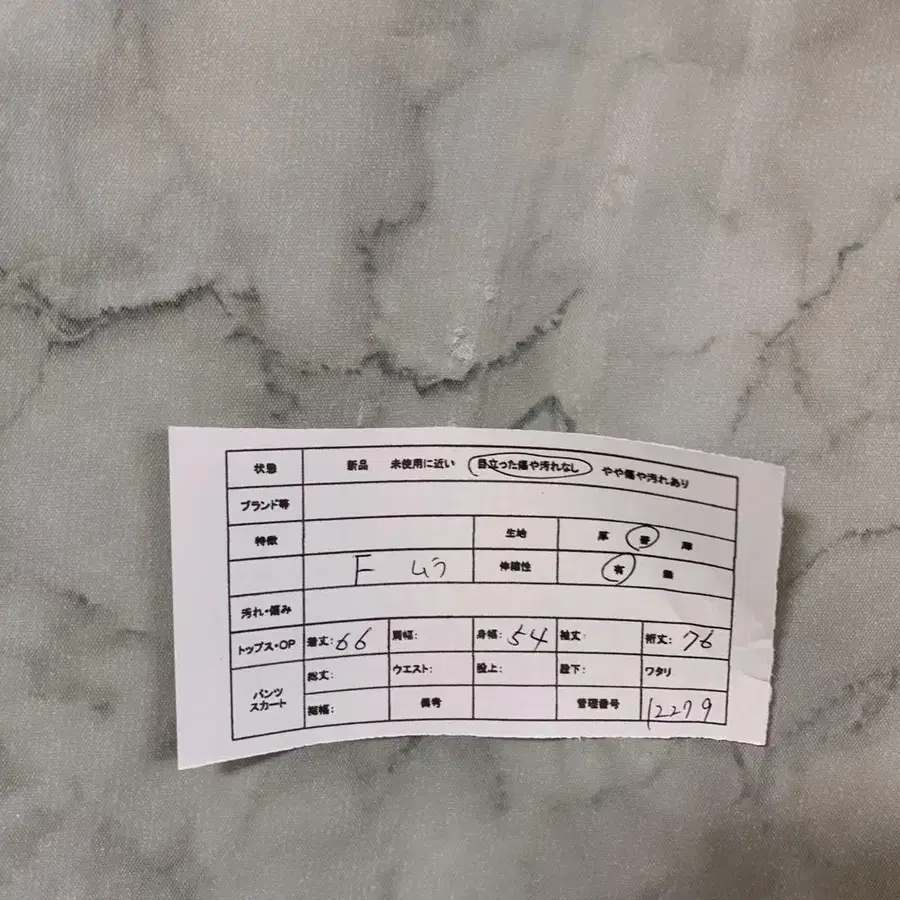 状態 新品 未使用に近い 目立った傷や汚れなし やや傷や汚れあり
ブランド等
特徴 生地 厚 普 薄
F ムラ 伸縮性 有 無
汚れ・傷み
トップス・OP 着丈: 66 肩幅: 身幅: 54 袖丈: 裄丈: 76
パンツ スカート 総丈: ウエスト: 股上: 股下: ワタリ
裾幅: 備考 管理番号 12279